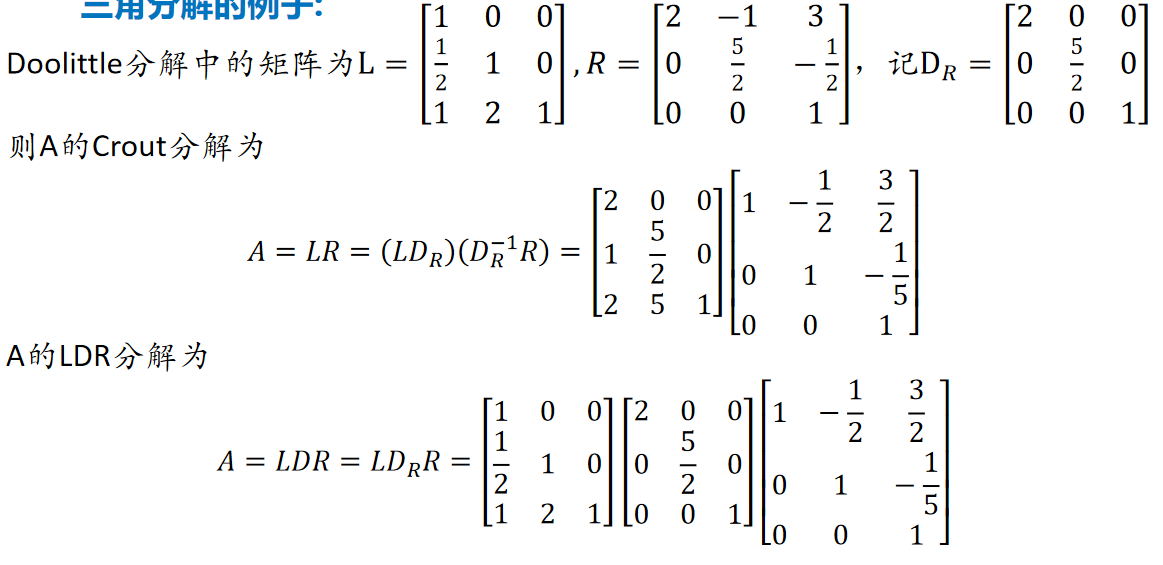 三角分解的例子:
Doolittle分解中的矩阵为L = [1 0 0; 1/2 1 0; 1 2 1], R = [2 −1 3; 0 5/2 −1/2; 0 0 1], 记D_R = [2 0 0; 0 5/2 0; 0 0 1]
则A的Crout分解为
A = LR = (LD_R)(D_R^{−1}R) = [2 0 0; 1 5/2 0; 2 5 1] [1 −1/2 3/2; 0 1 −1/5; 0 0 1]
A的LDR分解为
A = LDR = LD_RR = [1 0 0; 1/2 1 0; 1 2 1] [2 0 0; 0 5/2 0; 0 0 1] [1 −1/2 3/2; 0 1 −1/5; 0 0 1]